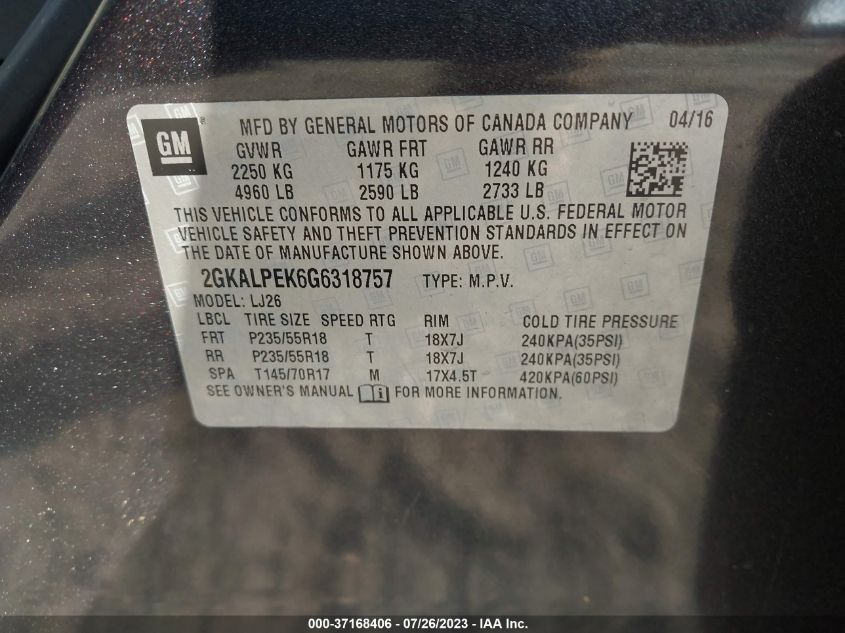 GM ® MFD BY GENERAL MOTORS OF CANADA COMPANY 04/16
GVWR GAWR FRT GAWR RR
2250 KG 1175 KG 1240 KG
4960 LB 2590 LB 2733 LB
THIS VEHICLE CONFORMS TO ALL APPLICABLE U.S. FEDERAL MOTOR
VEHICLE SAFETY AND THEFT PREVENTION STANDARDS IN EFFECT ON
THE DATE OF MANUFACTURE SHOWN ABOVE.
2GKALPEK6G6318757 TYPE: M.P.V.
MODEL: LJ26
LBCL TIRE SIZE SPEED RTG RIM COLD TIRE PRESSURE
FRT P235/55R18 T 18X7J 240KPA(35PSI)
RR P235/55R18 T 18X7J 240KPA(35PSI)
SPA T145/70R17 M 17X4.5T 420KPA(60PSI)
SEE OWNER'S MANUAL FOR MORE INFORMATION.
000-37168406 - 07/26/2023 - IAA Inc.